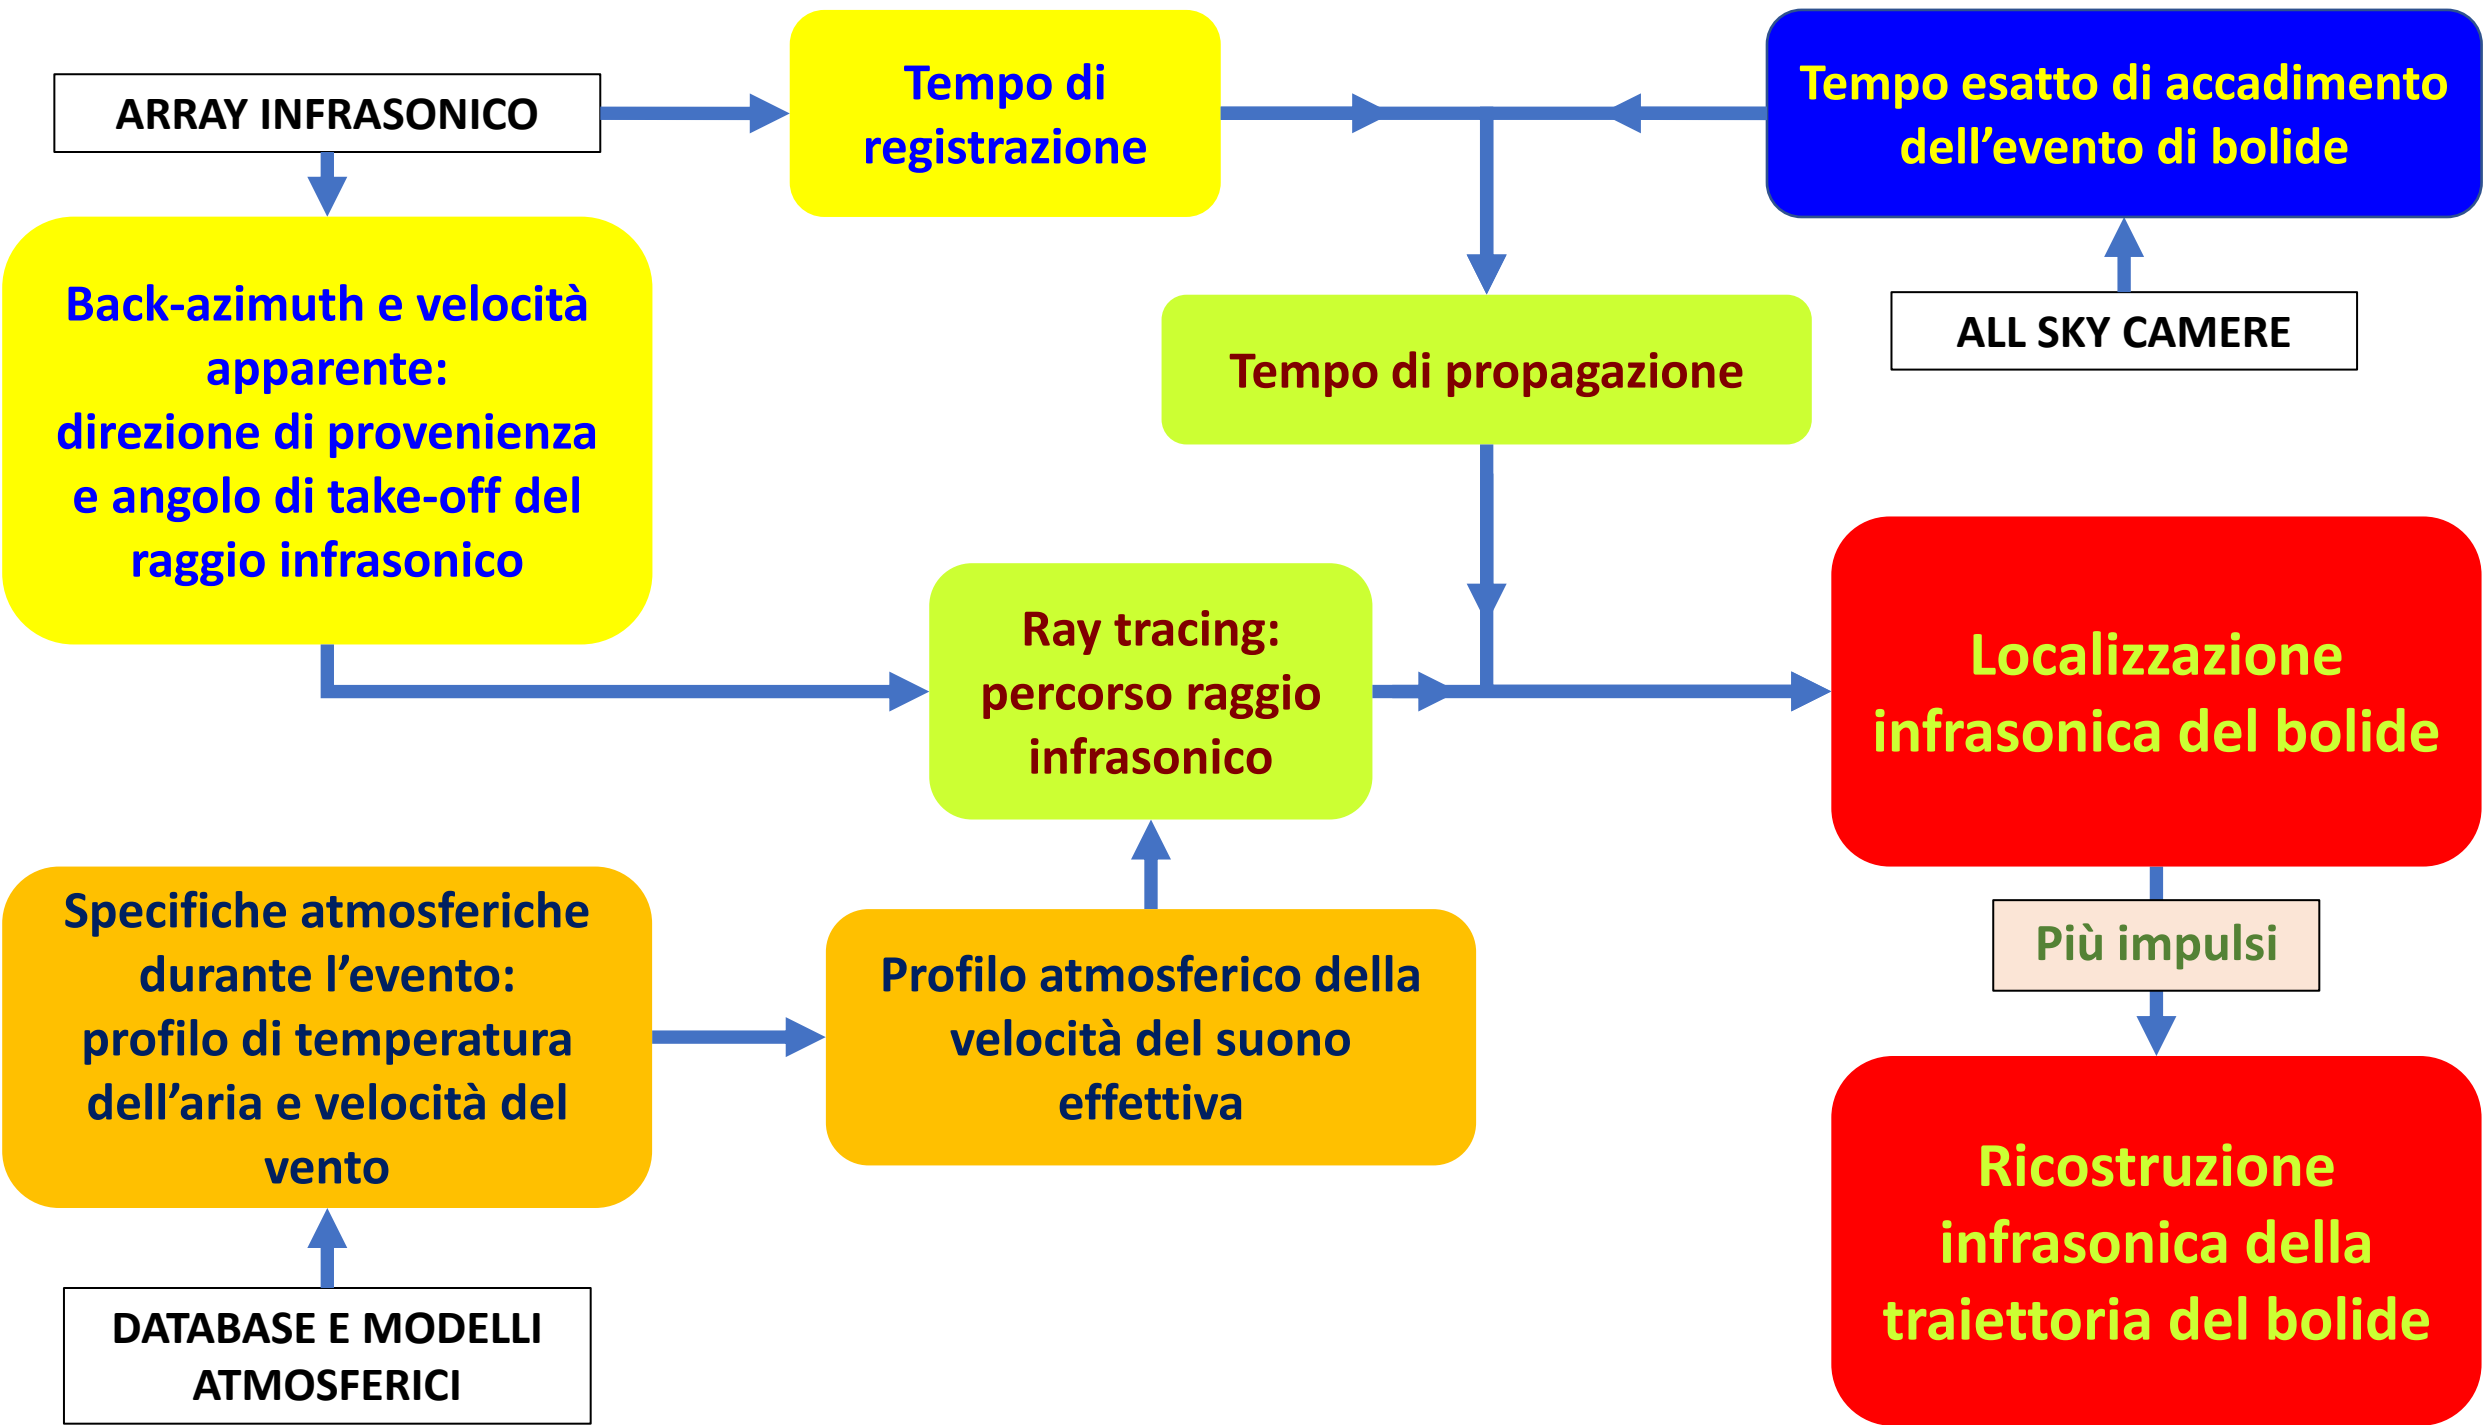 ARRAY INFRASONICO
Tempo di
registrazione
Tempo esatto di accadimento
dell’evento di bolide
Back-azimuth e velocità
apparente:
direzione di provenienza
e angolo di take-off del
raggio infrasonico
ALL SKY CAMERE
Tempo di propagazione
Ray tracing:
percorso raggio
infrasonico
Localizzazione
infrasonica del bolide
Specifiche atmosferiche
durante l’evento:
profilo di temperatura
dell’aria e velocità del
vento
Profilo atmosferico della
velocità del suono
effettiva
Più impulsi
Ricostruzione
infrasonica della
traiettoria del bolide
DATABASE E MODELLI
ATMOSFERICI